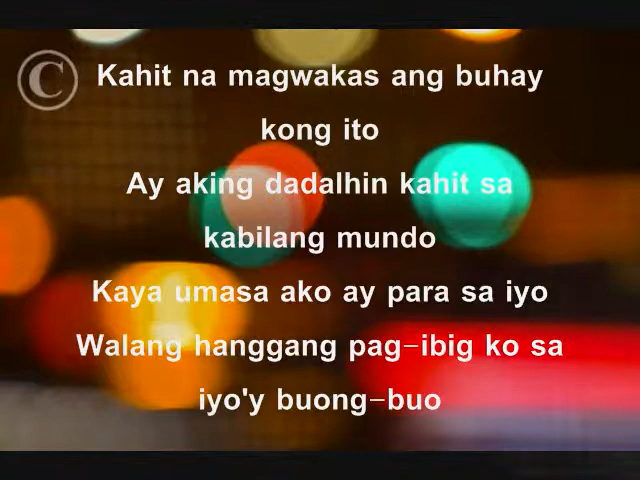 ©
Kahit na magwakas ang buhay
kong ito
Ay aking dadalhin kahit sa
kabilang mundo
Kaya umasa ako ay para sa iyo
Walang hanggang pag-ibig ko sa
iyo'y buong-buo